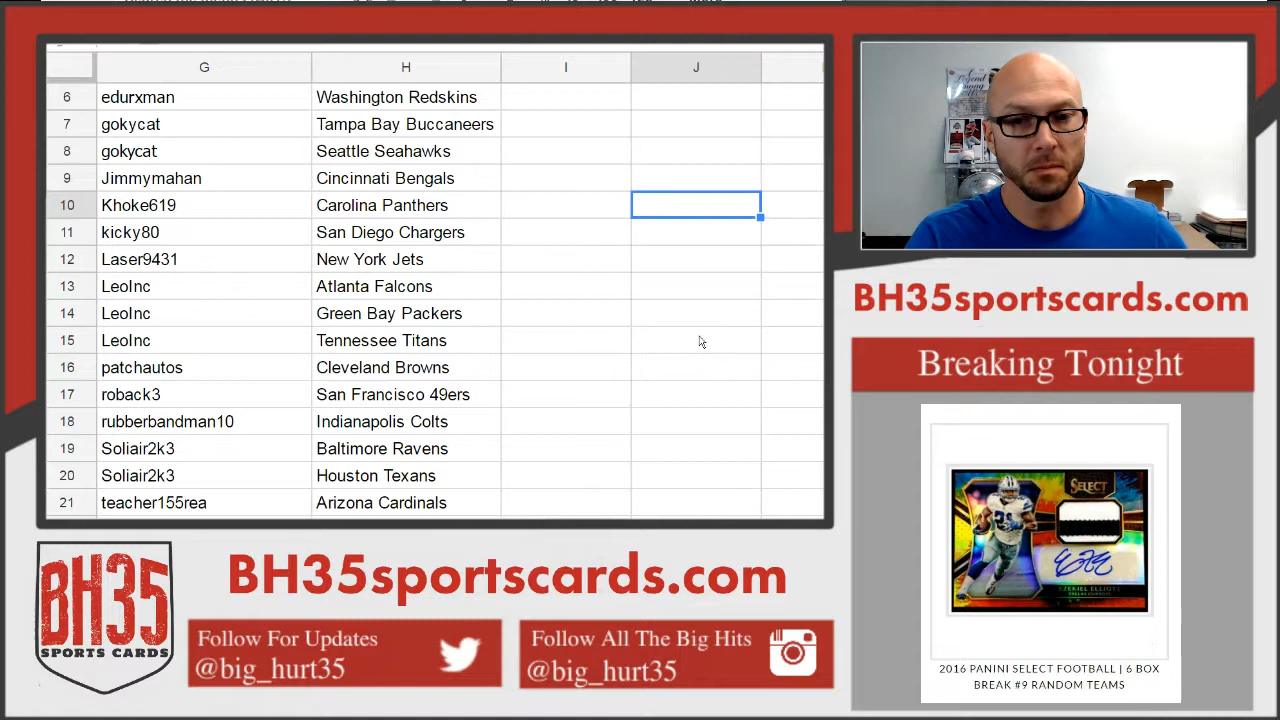 G H I J
6 edurxman Washington Redskins
7 gokycat Tampa Bay Buccaneers
8 gokycat Seattle Seahawks
9 Jimmymahan Cincinnati Bengals
10 Khoke619 Carolina Panthers
11 kicky80 San Diego Chargers
12 Laser9431 New York Jets
13 LeoInc Atlanta Falcons
14 LeoInc Green Bay Packers
15 LeoInc Tennessee Titans
16 patchautos Cleveland Browns
17 roback3 San Francisco 49ers
18 rubberbandman10 Indianapolis Colts
19 Soliair2k3 Baltimore Ravens
20 Soliair2k3 Houston Texans
21 teacher155rea Arizona Cardinals
BH35sportscards.com
Breaking Tonight
SELECT
EZEKIEL ELLIOTT
DALLAS COWBOYS
2016 PANINI SELECT FOOTBALL | 6 BOX
BREAK #9 RANDOM TEAMS
BH35
SPORTS CARDS
BH35sportscards.com
Follow For Updates
@big_hurt35
Follow All The Big Hits
@big_hurt35